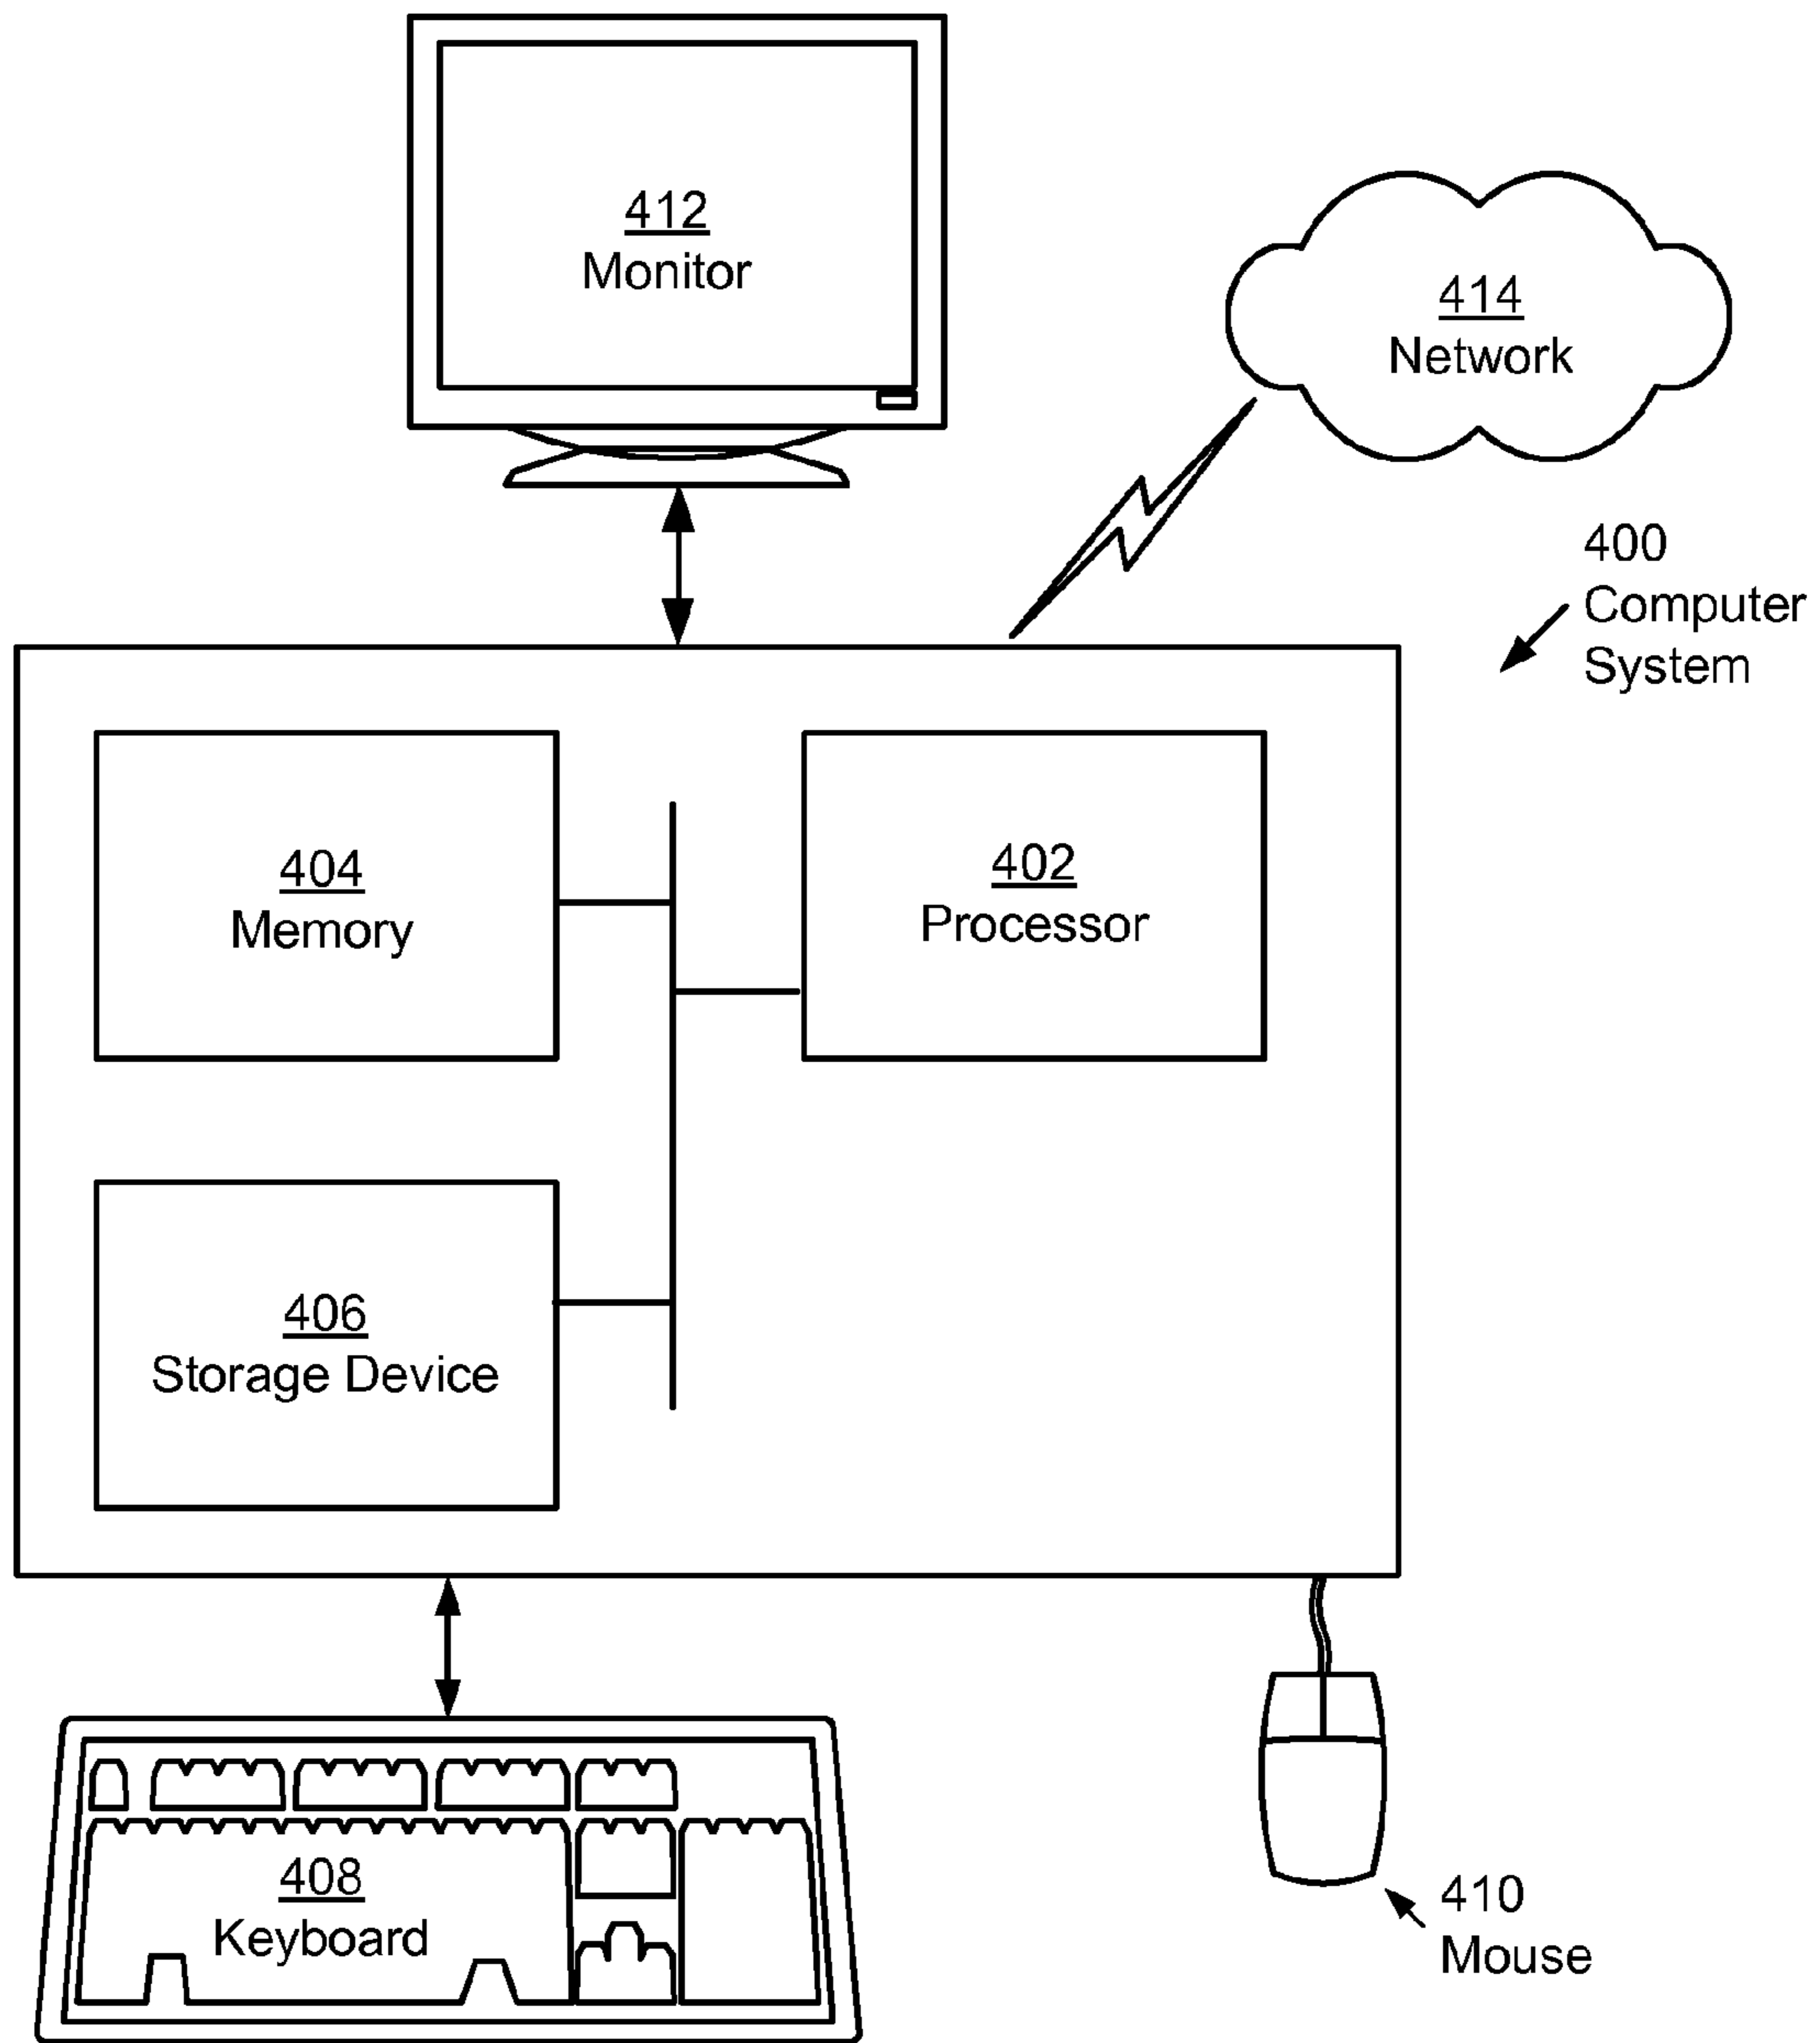 412
Monitor
414
Network
400
Computer
System
404
Memory
402
Processor
406
Storage Device
408
Keyboard
410
Mouse